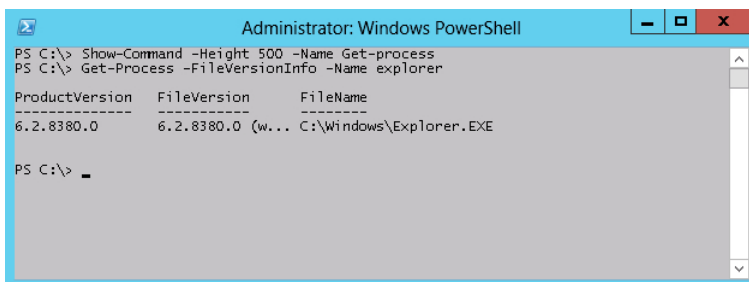 Administrator: Windows PowerShell
PS C:\> Show-Command -Height 500 -Name Get-process
PS C:\> Get-Process -FileVersionInfo -Name explorer
ProductVersion FileVersion FileName
-------------- ----------- --------
6.2.8380.0 6.2.8380.0 (w... C:\Windows\Explorer.EXE
PS C:\> _